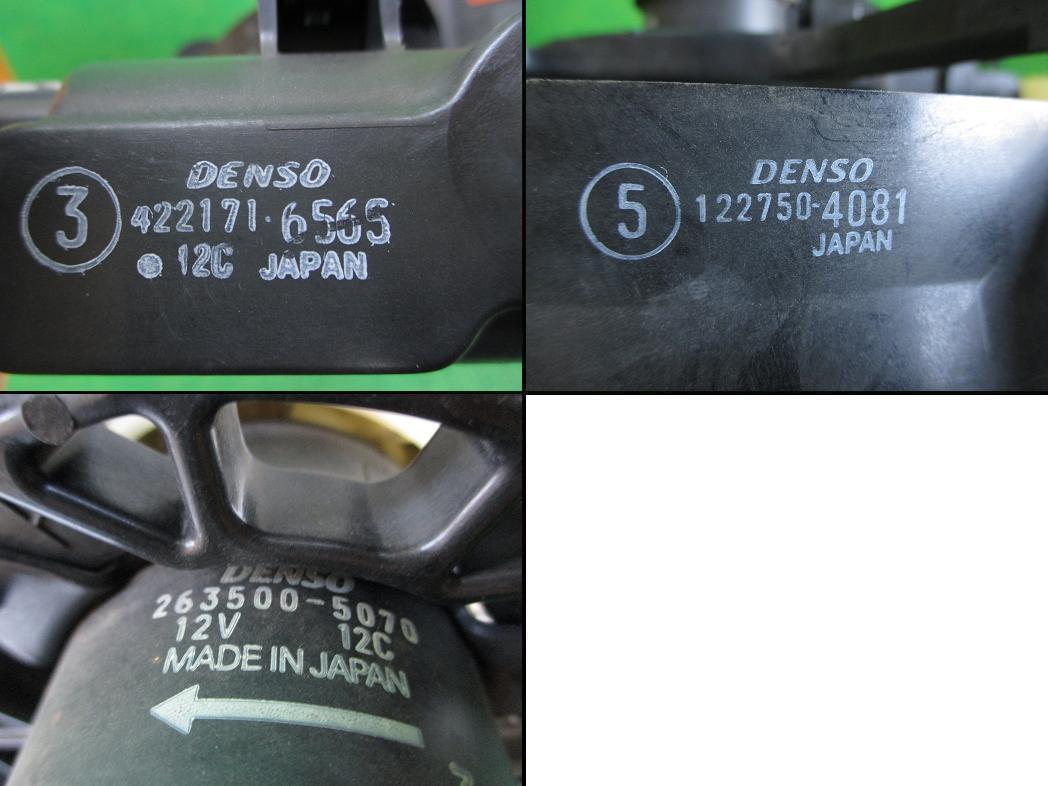 3
DENSO
422171-6565
● 12C JAPAN
5
DENSO
122750-4081
JAPAN
DENSO
263500-5070
12V 12C
MADE IN JAPAN